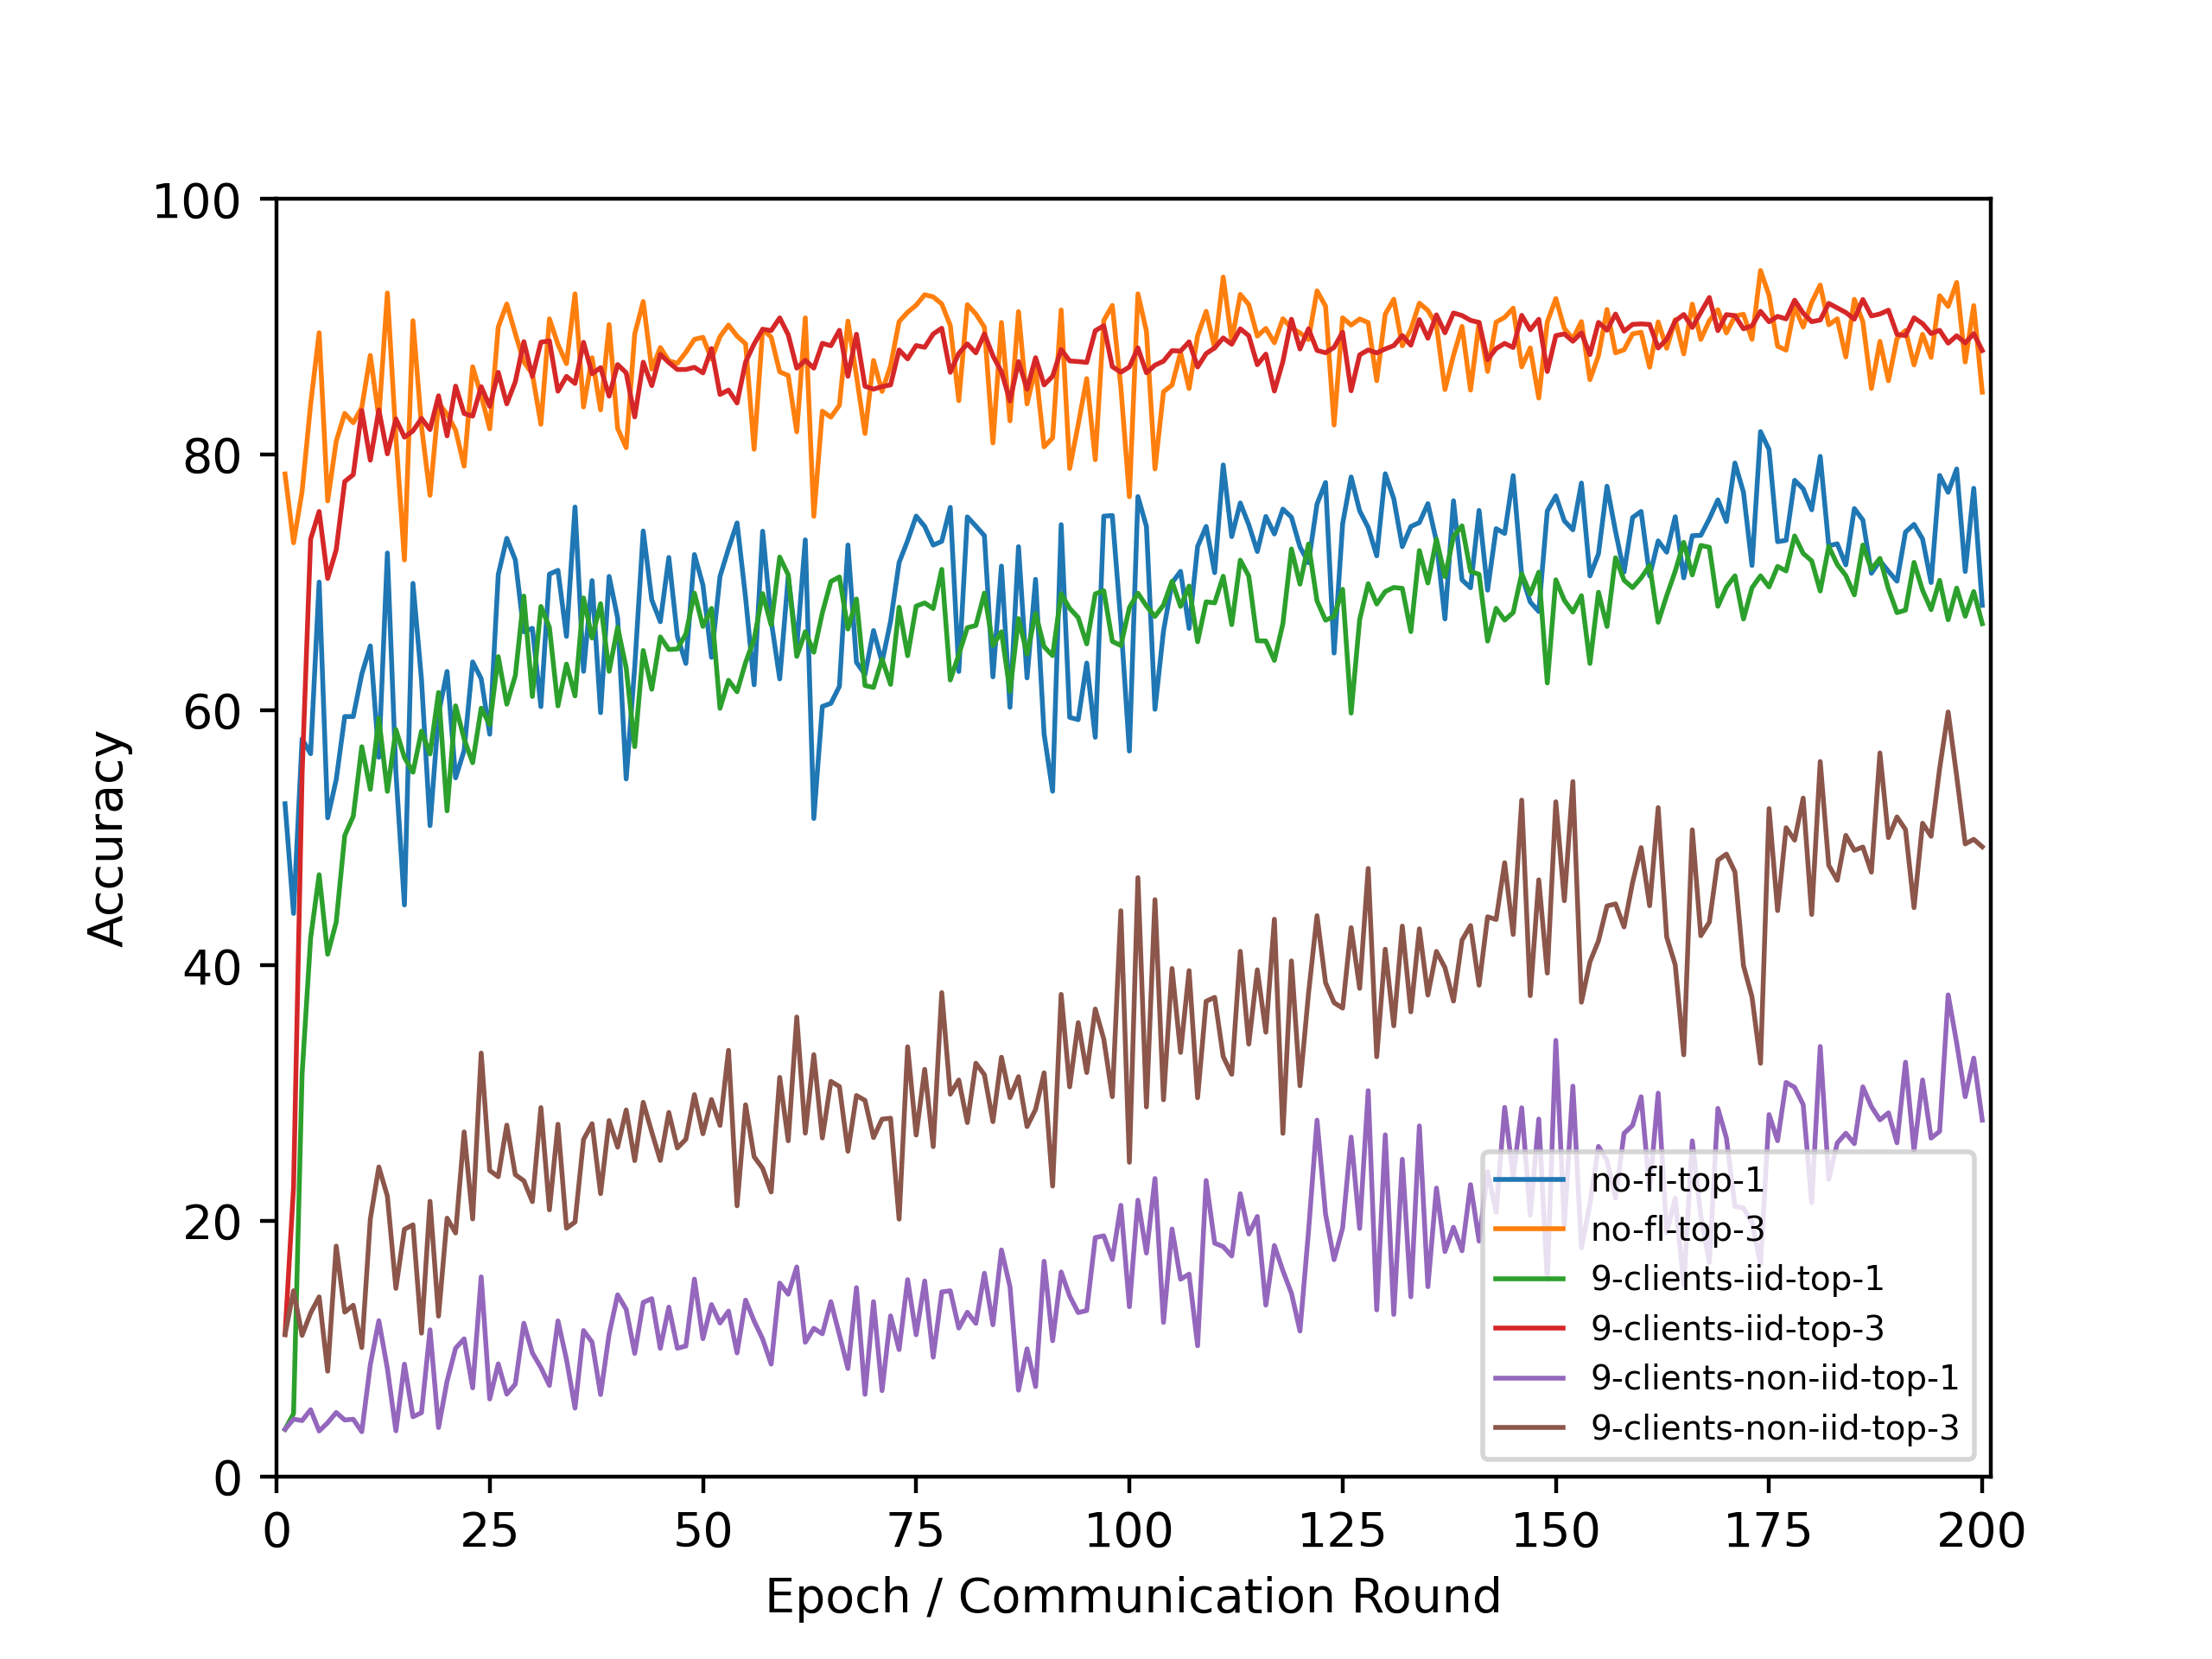 100
80
60
40
20
0
Accuracy
no-fl-top-1
no-fl-top-3
9-clients-iid-top-1
9-clients-iid-top-3
9-clients-non-iid-top-1
9-clients-non-iid-top-3
0 25 50 75 100 125 150 175 200
Epoch / Communication Round